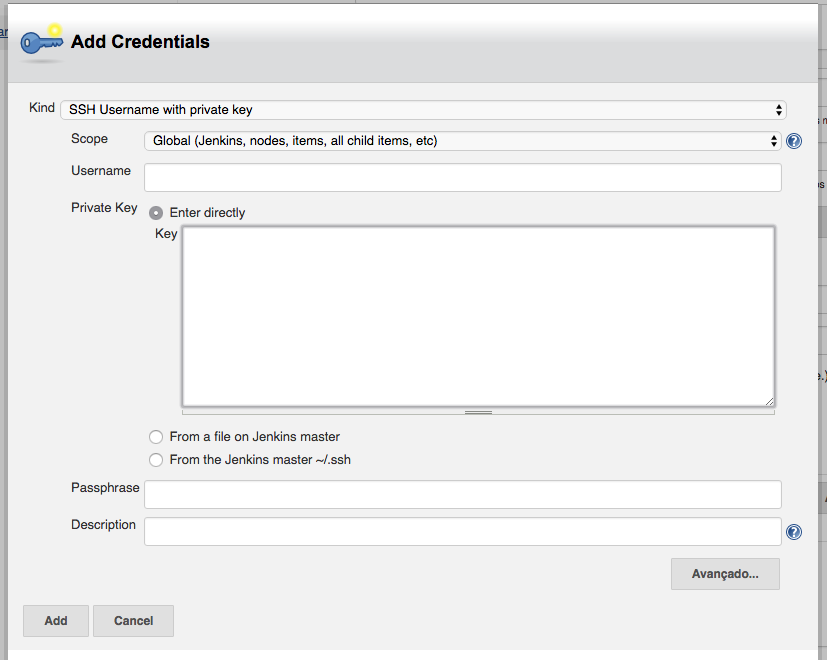 Add Credentials
Kind SSH Username with private key
Scope Global (Jenkins, nodes, items, all child items, etc)
Username
Private Key Enter directly
Key
From a file on Jenkins master
From the Jenkins master ~/.ssh
Passphrase
Description
Avançado...
Add Cancel